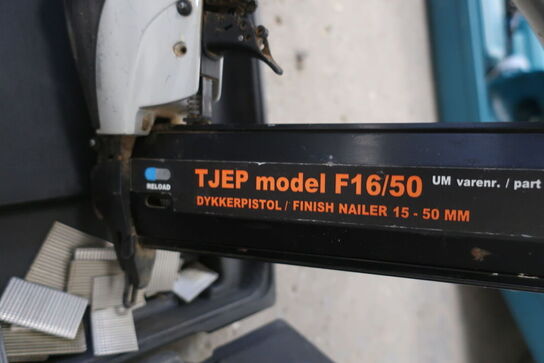 RELOAD
TJEP model F16/50 UM varenr. / part
DYKKERPISTOL / FINISH NAILER 15 - 50 MM